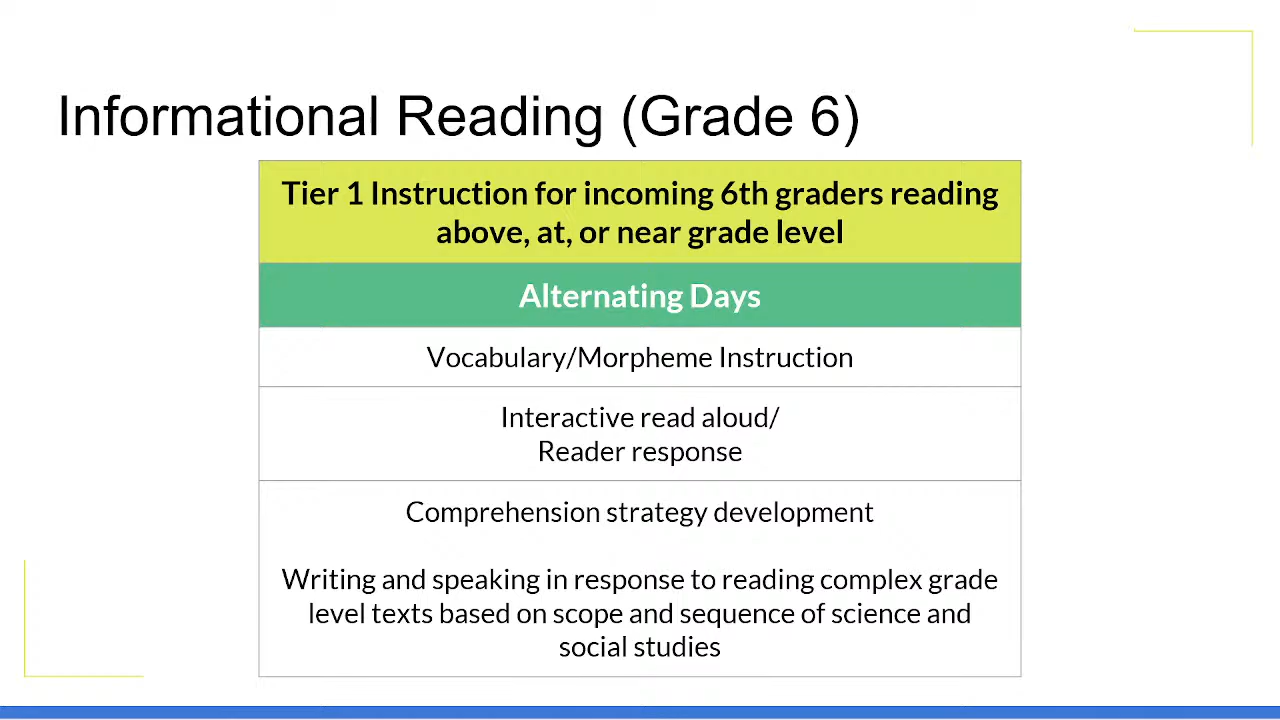 Informational Reading (Grade 6)
Tier 1 Instruction for incoming 6th graders reading
above, at, or near grade level
Alternating Days
Vocabulary/Morpheme Instruction
Interactive read aloud/
Reader response
Comprehension strategy development
Writing and speaking in response to reading complex grade
level texts based on scope and sequence of science and
social studies